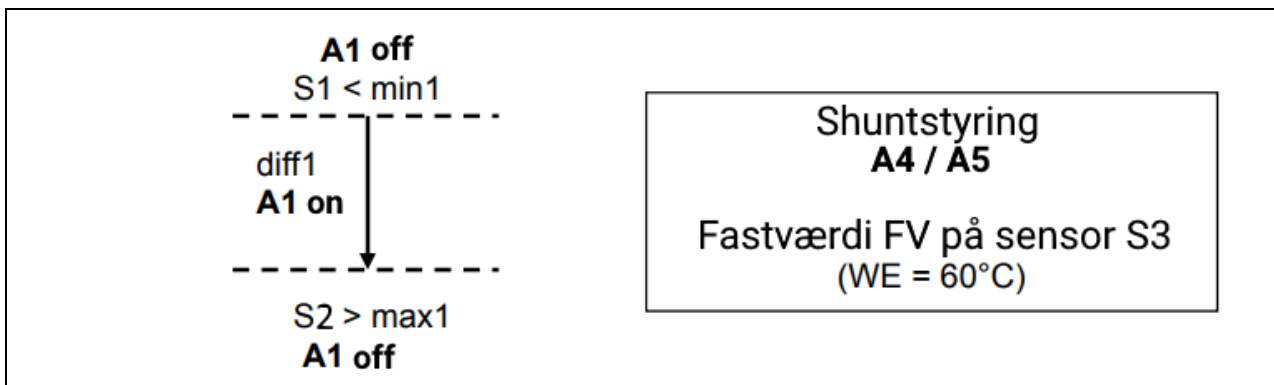 A1 off
S1 < min1
diff1
A1 on
S2 > max1
A1 off
Shuntstyring
A4 / A5
Fastværdi FV på sensor S3
(WE = 60°C)